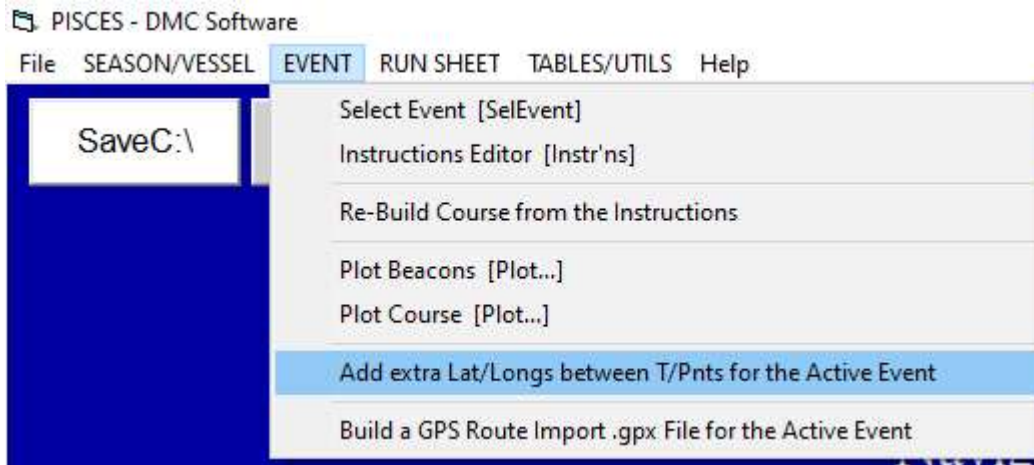 PISCES - DMC Software
File SEASON/VESSEL EVENT RUN SHEET TABLES/UTILS Help
SaveC:\
Select Event [SelEvent]
Instructions Editor [Instr'ns]
Re-Build Course from the Instructions
Plot Beacons [Plot...]
Plot Course [Plot...]
Add extra Lat/Longs between T/Pnts for the Active Event
Build a GPS Route Import .gpx File for the Active Event